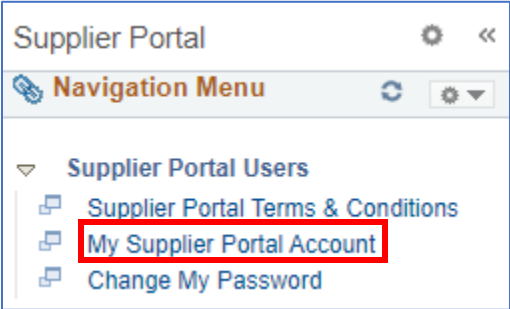 Supplier Portal
Navigation Menu
Supplier Portal Users
Supplier Portal Terms & Conditions
My Supplier Portal Account
Change My Password